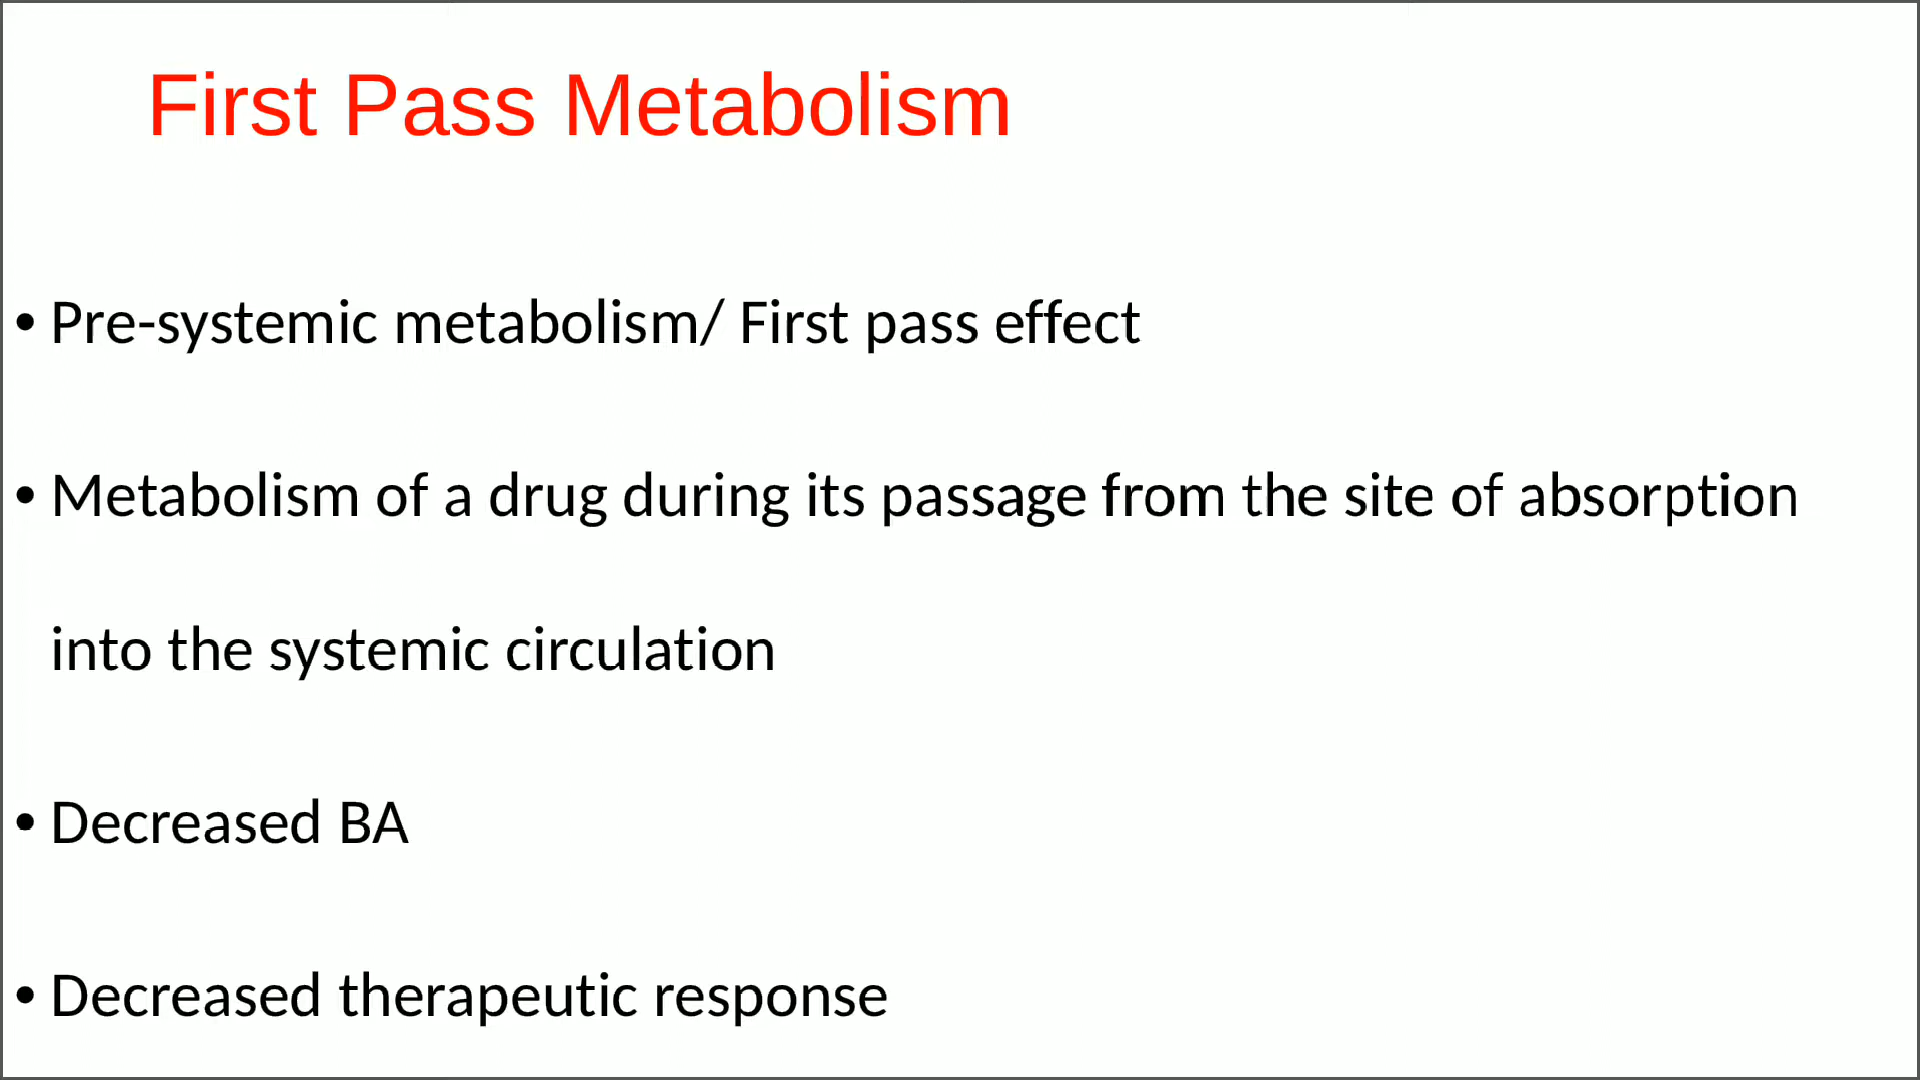 First Pass Metabolism
• Pre-systemic metabolism/ First pass effect
• Metabolism of a drug during its passage from the site of absorption
into the systemic circulation
• Decreased BA
• Decreased therapeutic response